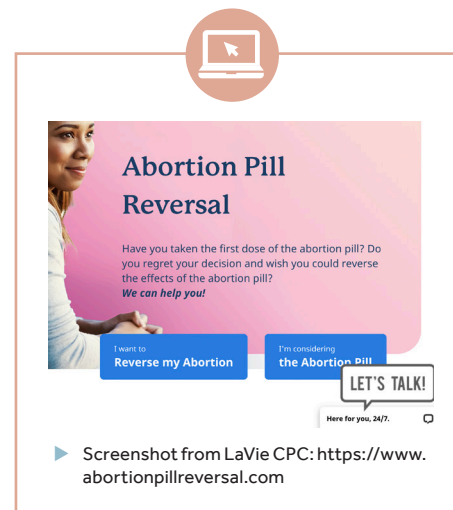 Abortion Pill
Reversal
Have you taken the first dose of the abortion pill? Do
you regret your decision and wish you could reverse
the effects of the abortion pill?
We can help you!
I want to
Reverse my Abortion
I'm considering
the Abortion Pill
LET'S TALK!
Here for you, 24/7.
Screenshot from LaVie CPC: https://www.
abortionpillreversal.com